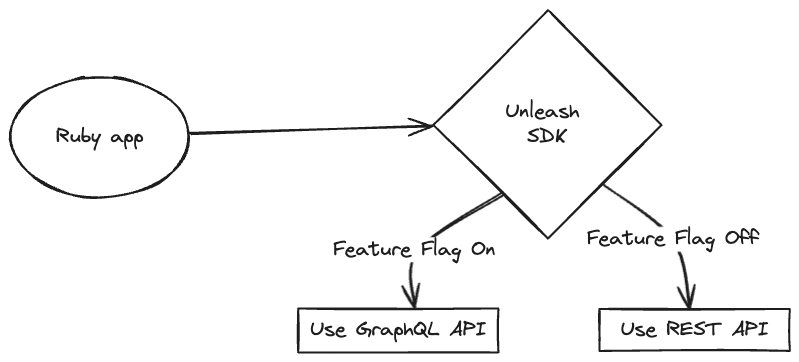 Ruby app
Unleash
SDK
Feature Flag On
Feature Flag Off
Use GraphQL API
Use REST API